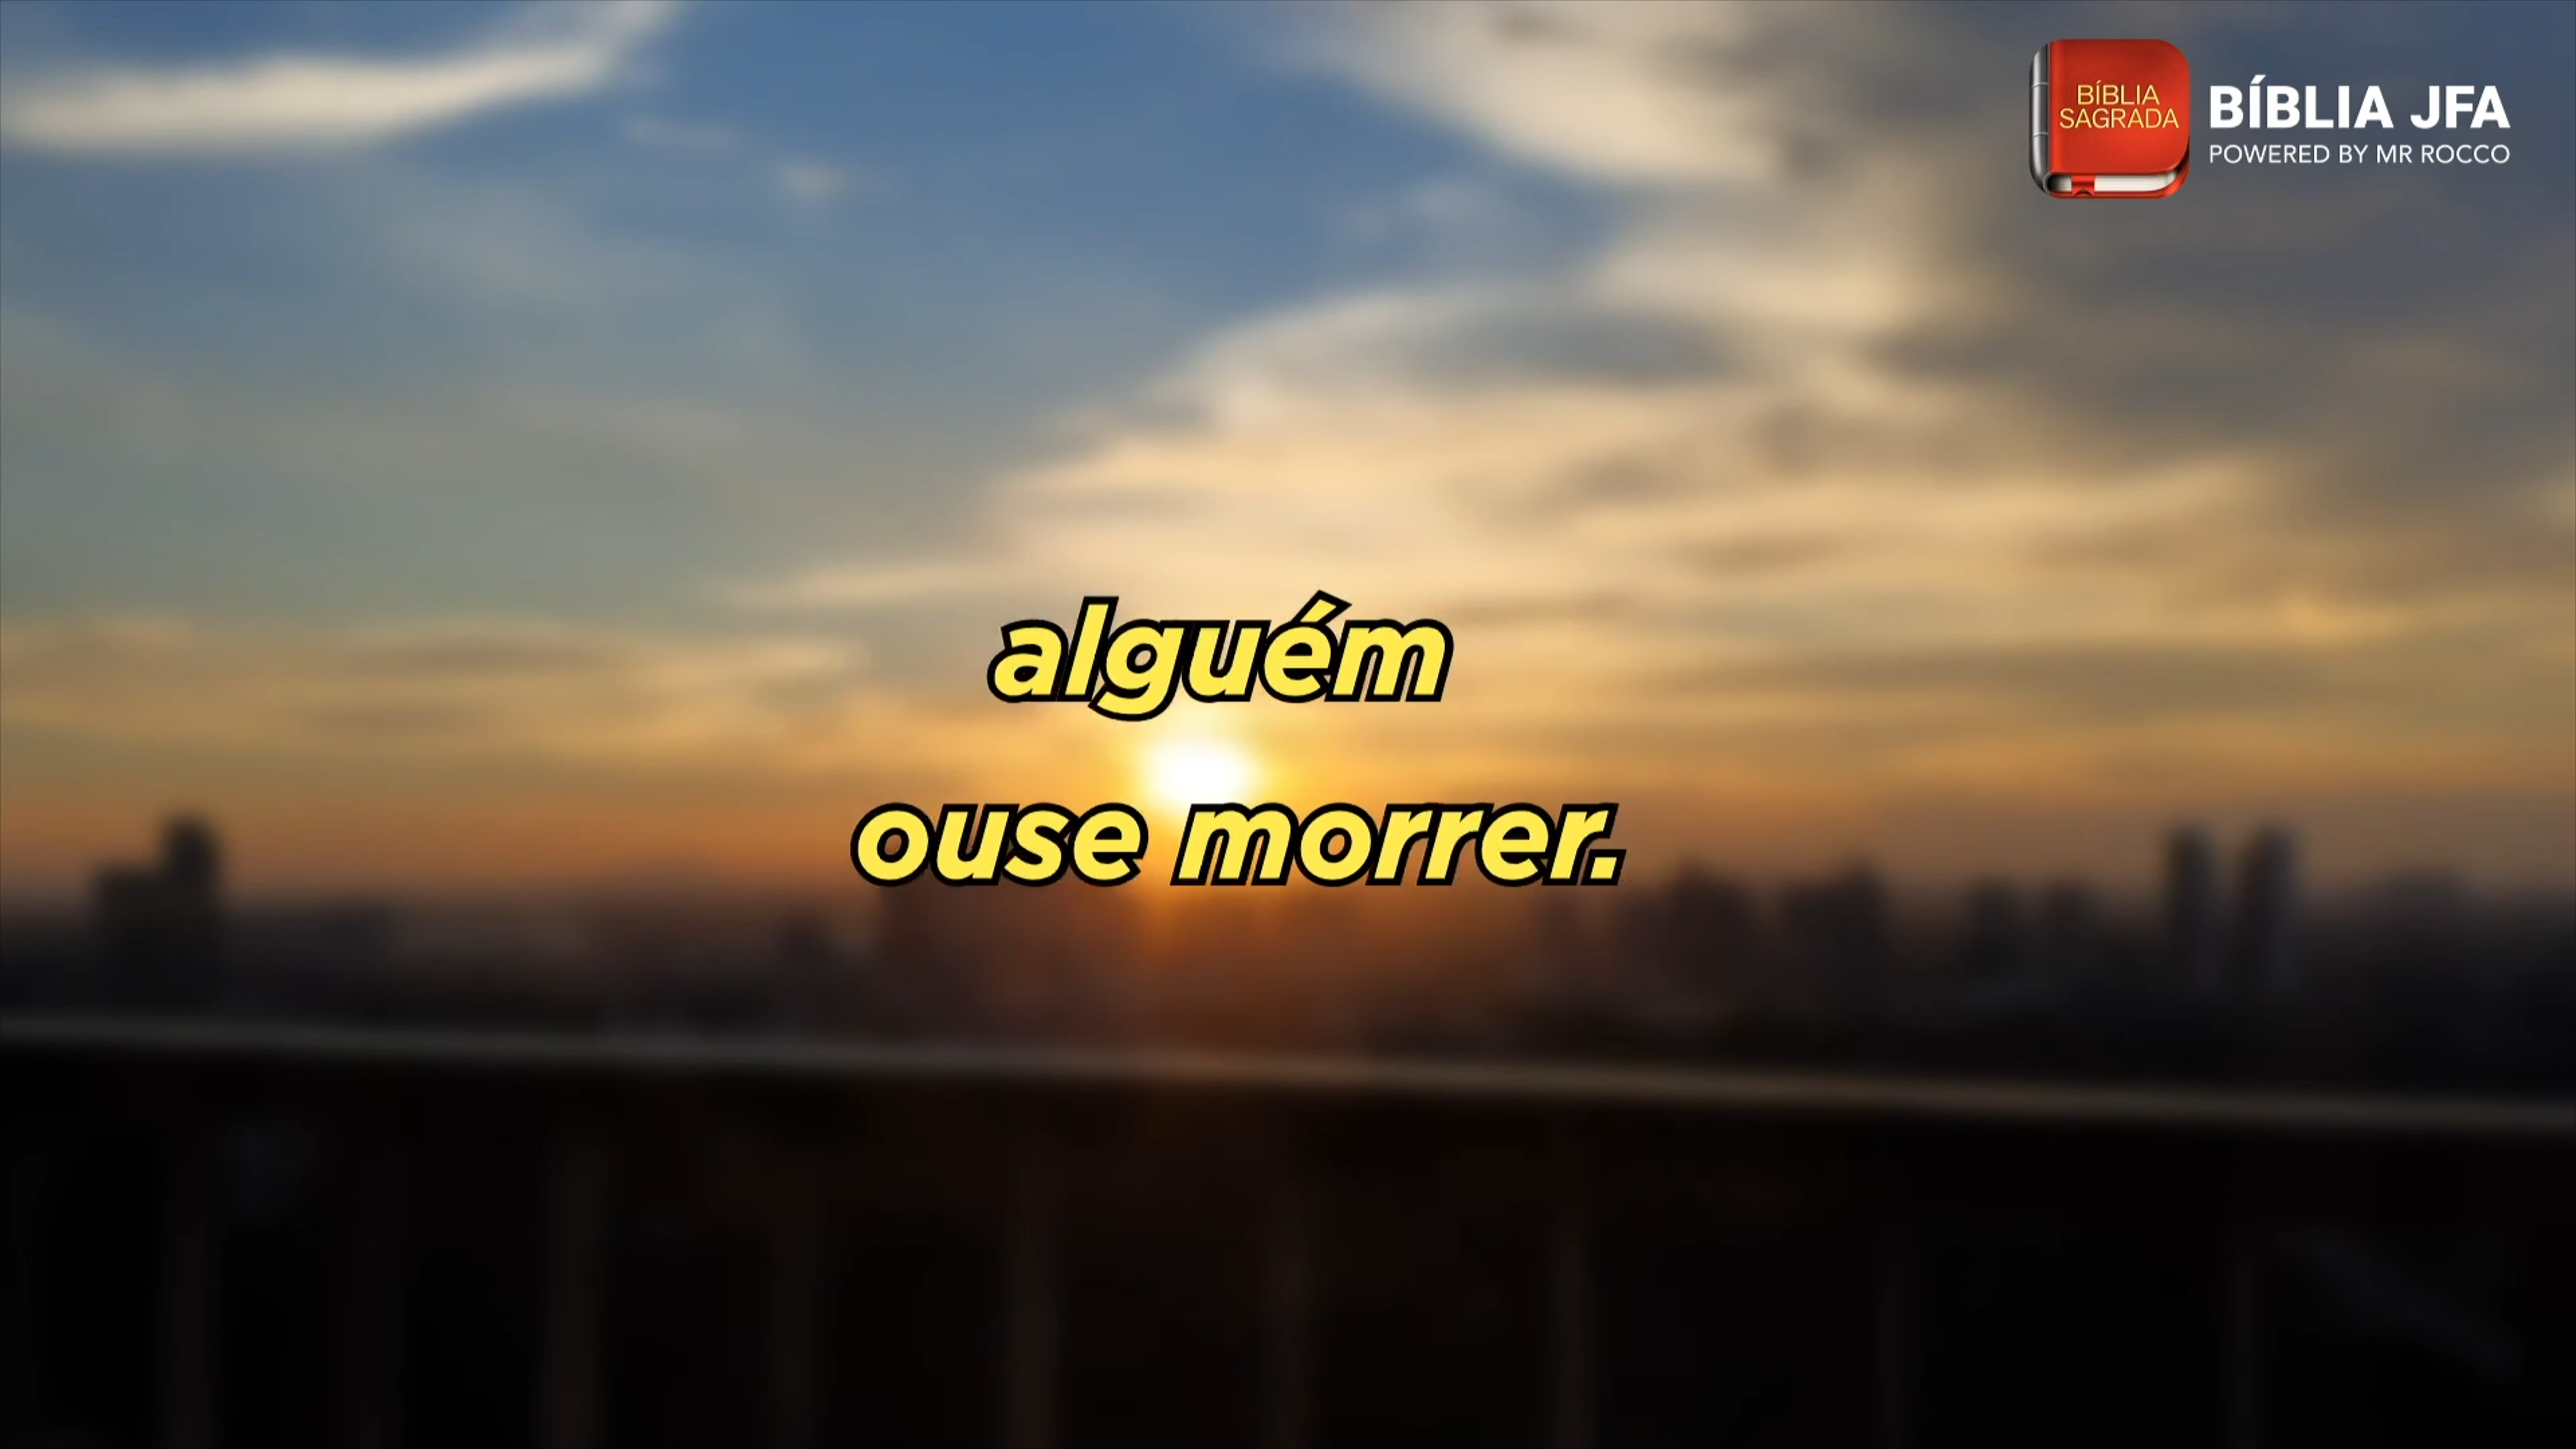 BÍBLIA
SAGRADA
BÍBLIA JFA
POWERED BY MR ROCCO
alguém
ouse morrer.